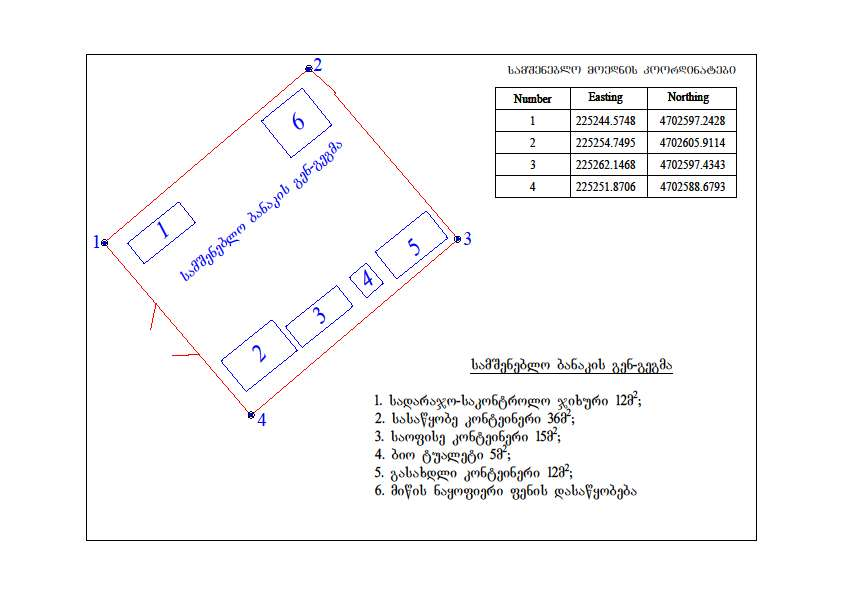 სამშენებლო მოედნის კოორდინატები
Number Easting Northing
1 225244.5748 4702597.2428
2 225254.7495 4702605.9114
3 225262.1468 4702597.4343
4 225251.8706 4702588.6793
2
6
სამშენებლო ბანაკის გენ-გეგმა
1
1
3
5
4
3
2
4
სამშენებლო ბანაკის გენ-გეგმა
1. სადარაჯო-საკონტროლო ჯიხური 12მ²;
2. სასაწყობე კონტეინერი 36მ²;
3. საოფისე კონტეინერი 15მ²;
4. ბიო ტუალეტი 5მ²;
5. გასახდლი კონტეინერი 12მ²;
6. მიწის ნაყოფიერი ფენის დასაწყობება